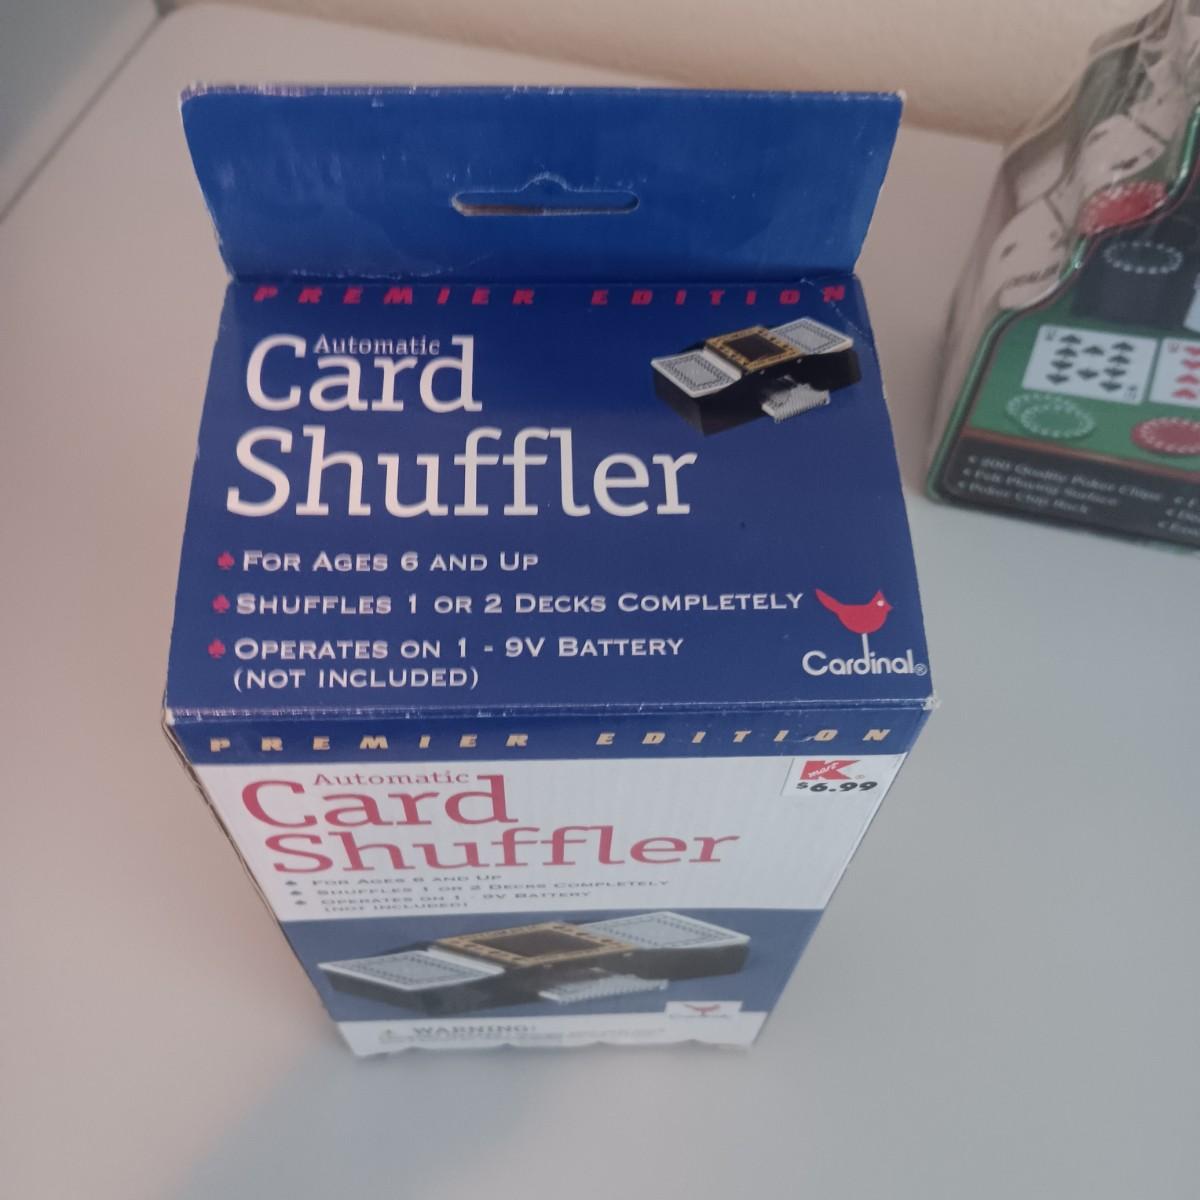 PREMIER EDITION
Automatic
Card
Shuffler
FOR AGES 6 AND UP
SHUFFLES 1 OR 2 DECKS COMPLETELY
OPERATES ON 1 - 9V BATTERY
(NOT INCLUDED)
Cardinal®
PREMIER EDITION
Automatic
Card
Shuffler
Kmart®
$6.99
FOR AGES 6 AND UP
SHUFFLES 1 OR 2 DECKS COMPLETELY
OPERATES ON 1 - 9V BATTERY
(NOT INCLUDED)
WARNING:
• 200 Quality Poker Chips
• Felt Playing Surface
• Poker Chip Rack